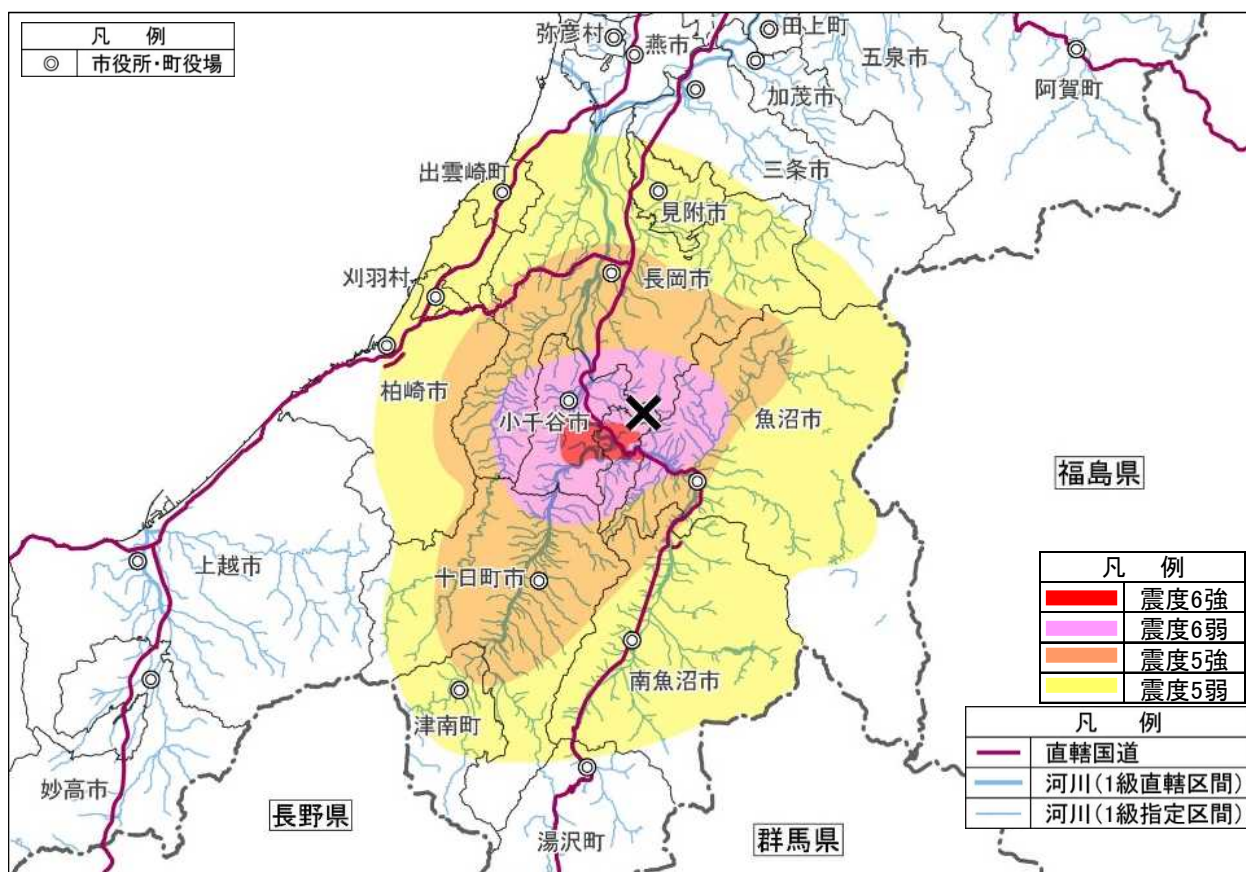 凡 例
◎ 市役所・町役場
弥彦村
燕市
田上町
五泉市
加茂市
阿賀町
三条市
出雲崎町
見附市
刈羽村
長岡市
柏崎市
小千谷市
魚沼市
福島県
上越市
十日町市
南魚沼市
津南町
妙高市
長野県
湯沢町
群馬県
凡 例
震度6強
震度6弱
震度5強
震度5弱
凡 例
直轄国道
河川(1級直轄区間)
河川(1級指定区間)